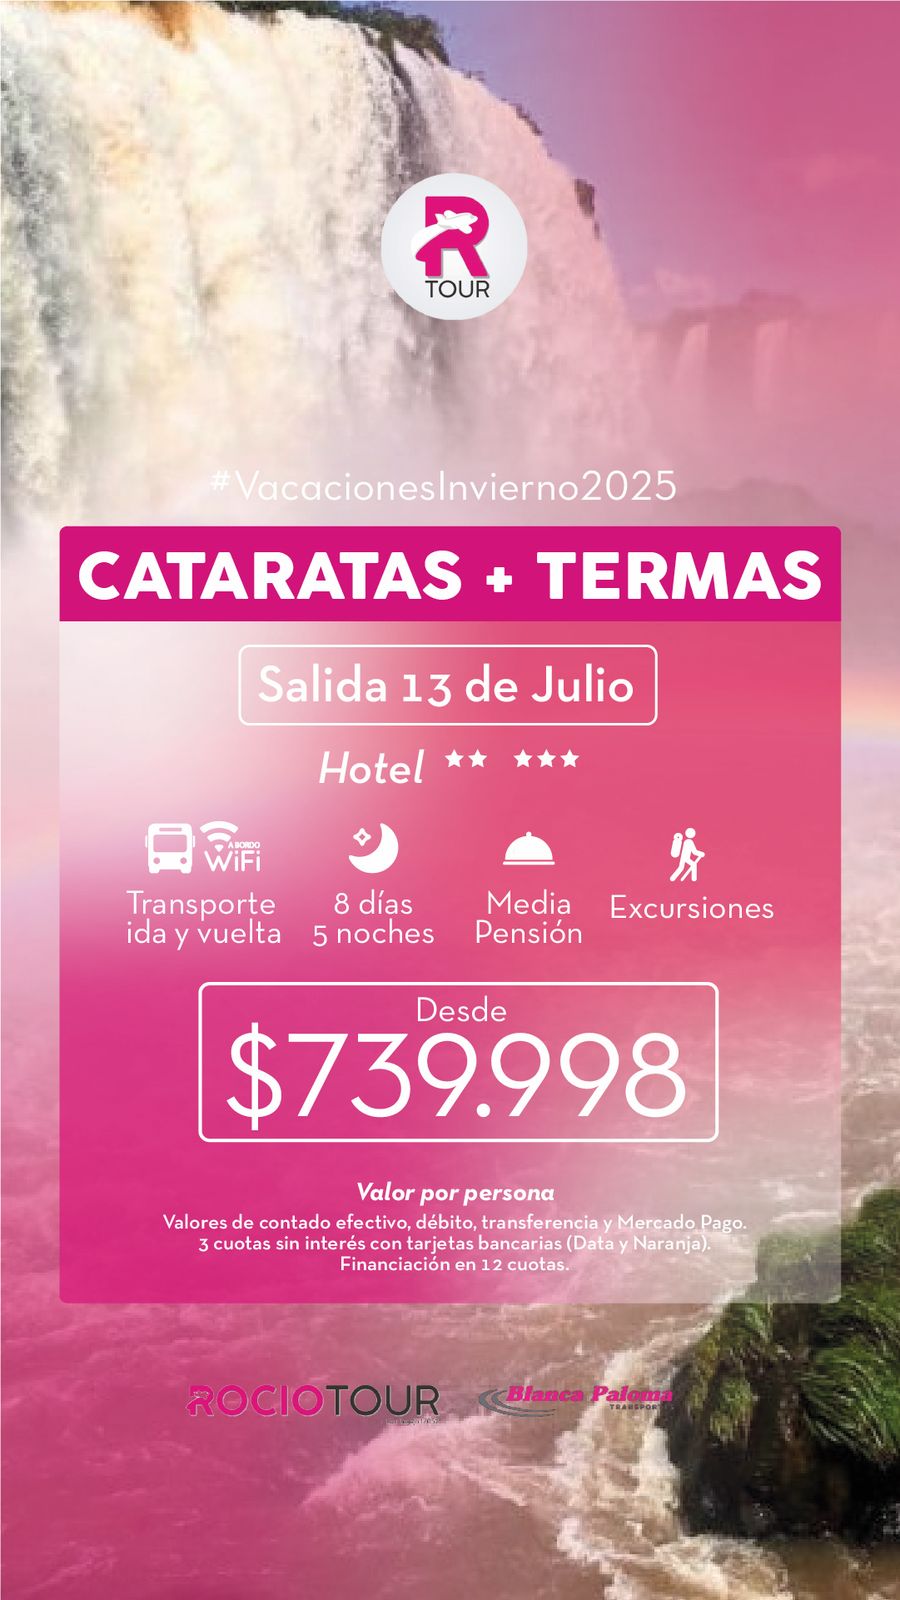 R
TOUR
#VacacionesInvierno2025
CATARATAS + TERMAS
Salida 13 de Julio
Hotel ★★ ★★★
A BORDO
WiFi
Transporte
ida y vuelta
8 días
5 noches
Media
Pensión
Excursiones
Desde
$739.998
Valor por persona
Valores de contado efectivo, débito, transferencia y Mercado Pago.
3 cuotas sin interés con tarjetas bancarias (Data y Naranja).
Financiación en 12 cuotas.
ROCIOTOUR
Blanca Paloma
TRANSPORTE